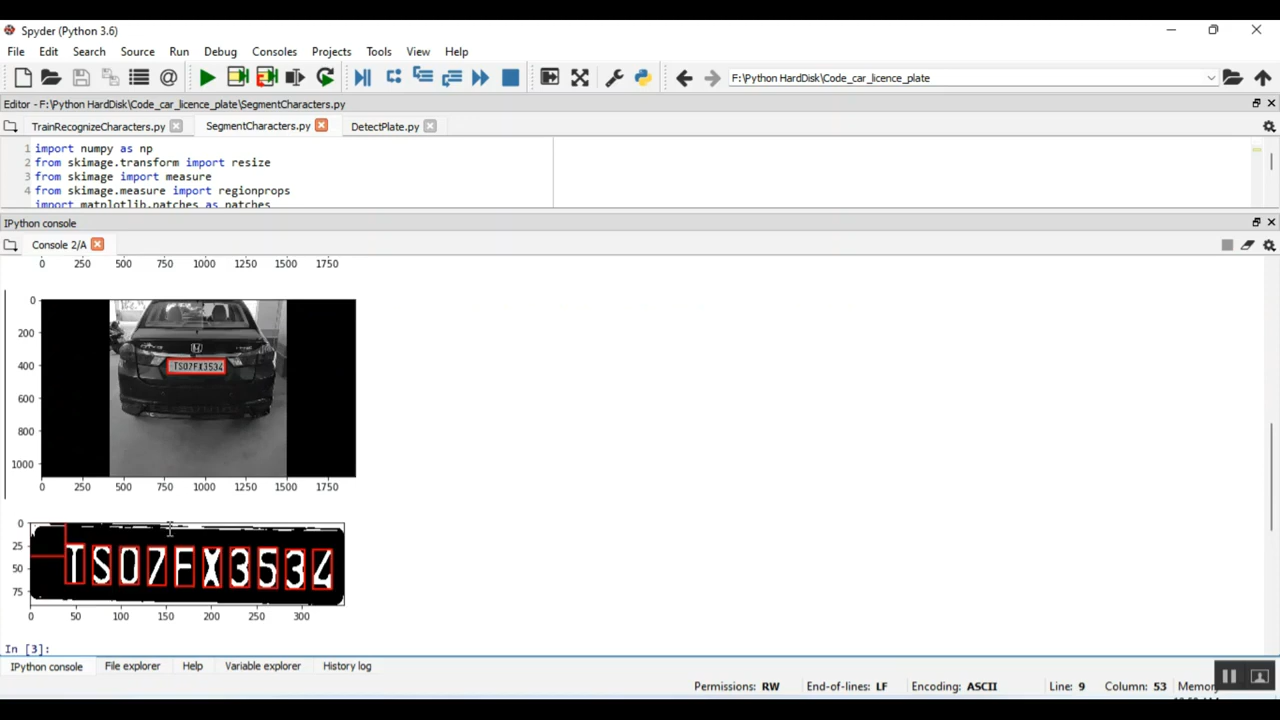 Spyder (Python 3.6)
File Edit Search Source Run Debug Consoles Projects Tools View Help
F:\Python HardDisk\Code_car_licence_plate
Editor - F:\Python HardDisk\Code_car_licence_plate\SegmentCharacters.py
TrainRecognizeCharacters.py SegmentCharacters.py DetectPlate.py
1 import numpy as np
2 from skimage.transform import resize
3 from skimage import measure
4 from skimage.measure import regionprops
import matplotlib.patches as patches
IPython console
Console 2/A
0 250 500 750 1000 1250 1500 1750
0
200
400
600
800
1000
TS07FX3534
0 250 500 750 1000 1250 1500 1750
0
25
50
75
TS07FX3534
0 50 100 150 200 250 300
In [3]:
IPython console File explorer Help Variable explorer History log
Permissions: RW End-of-lines: LF Encoding: ASCII Line: 9 Column: 53 Memory